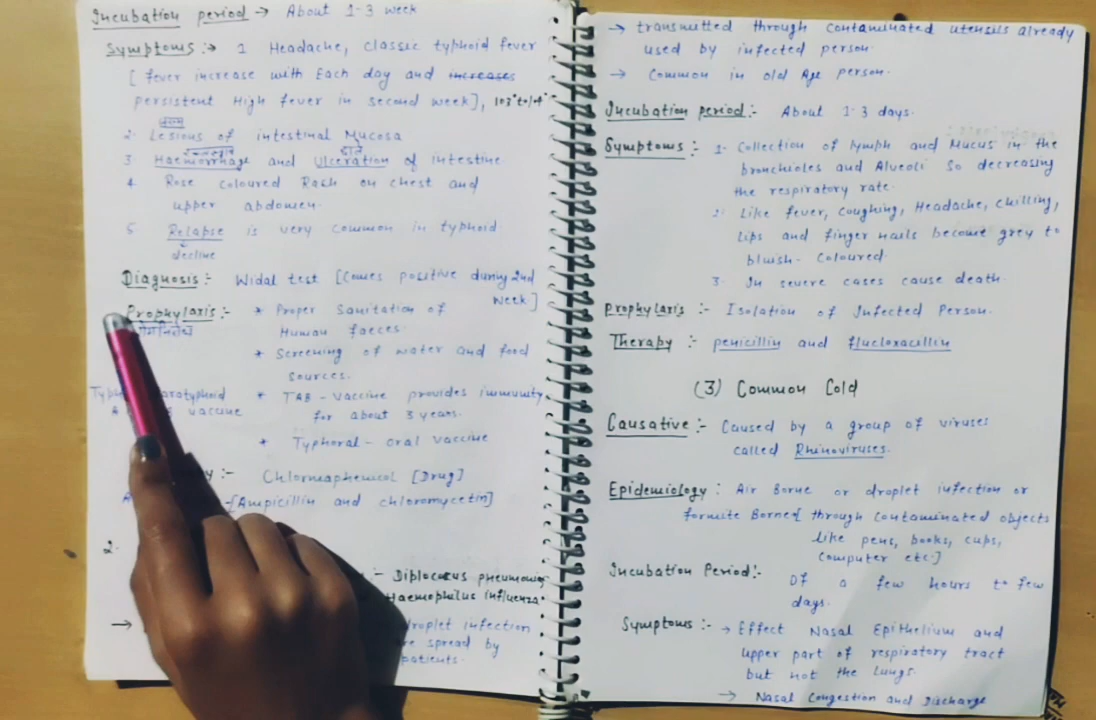 Incubation period → About 1-3 week
Symptoms :→ 1 Headache, classic typhoid fever
[ fever increase with Each day and increases
persistent High fever in second week], 103° to 104°
2. Lesions of intestinal Mucosa
3 Haemorrhage and Ulceration of intestine
4. Rose coloured Rash on chest and
upper abdomen.
5 Relapse is very common in typhoid
decline
Diagnosis :- Widal test [Comes positive during 2nd
week]
Prophylaxis :- * Proper Sanitation of
Human faeces.
* Screening of water and food
sources.
* TAB - Vaccine provides immunity
for about 3 years.
vaccine
* Typhoral - oral vaccine
:- Chlormaphenicol [Drug]
[Ampicillin and chloromycetin]
2.
:- Diplococus pneumoniae
Haemophilus influenza
→ droplet infection
are spread by
patients.
→ transmitted through contaminated utensils already
used by infected person.
→ Common in old Age person.
Incubation period :- About 1-3 days.
Symptoms : 1. Collection of lymph and Mucus in the
bronchioles and Alveoli so decreasing
the respiratory rate.
2. Like fever, Coughing, Headache, chilling,
lips and finger nails become grey to
bluish - Coloured.
3. In severe cases cause death.
Prophylaxis :- Isolation of Infected Person.
Therapy :- penicillin and flucloxacillin
(3) Common Cold
Causative :- Caused by a group of viruses
called Rhinoviruses.
Epidemiology : Air Borne or droplet infection or
formite Borne[ through contaminated objects
like pens, books, cups,
Computer etc.]
Incubation Period :- Of a few hours to few
days.
Symptoms :- → Effect Nasal Epithelium and
upper part of respiratory tract
but not the lungs.
→ Nasal Congestion and Discharge